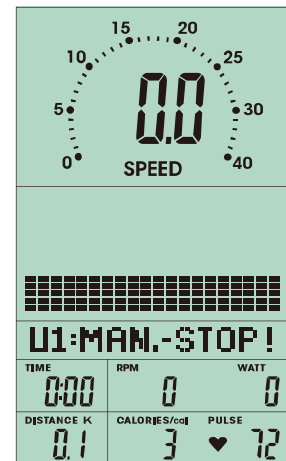 15 20
10 25
0.0
5 30
0 SPEED 40
U1:MAN.-STOP!
TIME RPM WATT
0:00 0 0
DISTANCE K CALORIES/cal PULSE
0.1 3 72